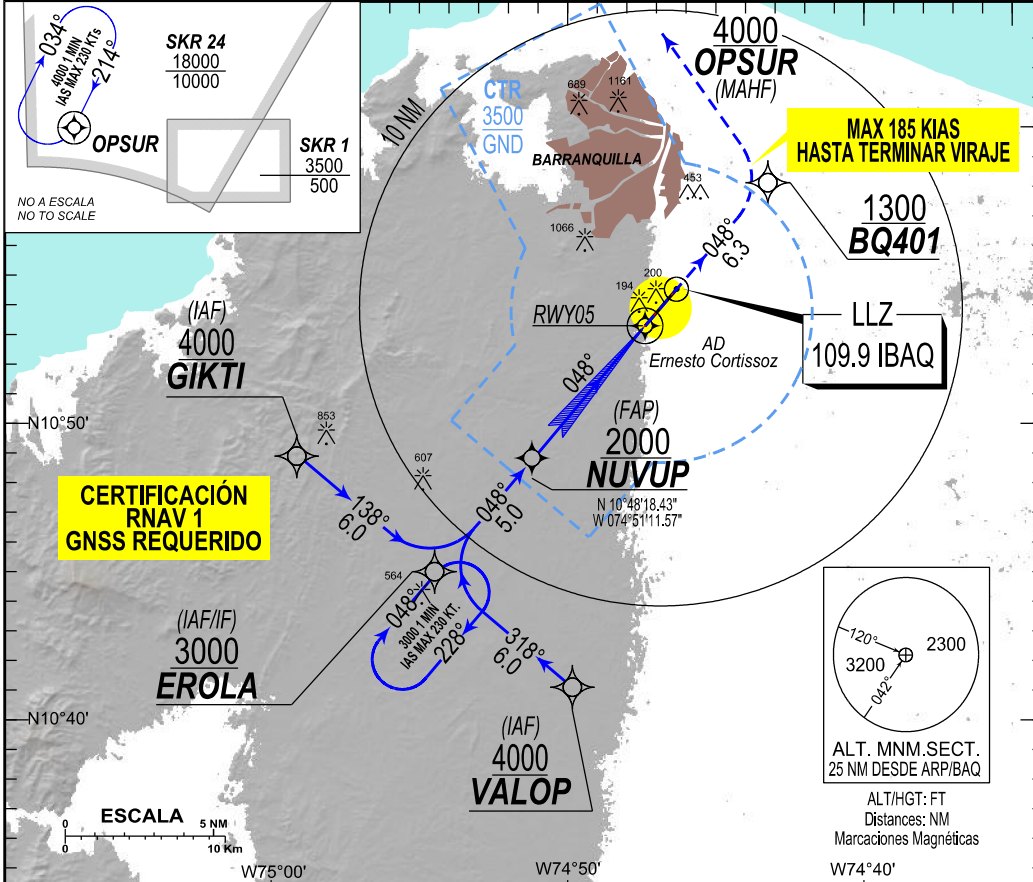 034°
4000 1 MIN
IAS MAX 230 KTs
214°
OPSUR
SKR 24
18000
10000
SKR 1
3500
500
NO A ESCALA
NO TO SCALE
10 NM
CTR
3500
GND
689
1161
BARRANQUILLA
453
1066
4000
OPSUR
(MAHF)
MAX 185 KIAS
HASTA TERMINAR VIRAJE
1300
BQ401
048°
6.3
200
194
RWY05
AD
Ernesto Cortissoz
LLZ
109.9 IBAQ
048°
(IAF)
4000
GIKTI
N10°50'
853
607
(FAP)
2000
NUVUP
N 10°48'18.43"
W 074°51'11.57"
CERTIFICACIÓN
RNAV 1
GNSS REQUERIDO
138°
6.0
048°
5.0
564
048°
3000 1 MIN
IAS MAX 230 KT.
228°
318°
6.0
(IAF/IF)
3000
EROLA
N10°40'
(IAF)
4000
VALOP
120°
2300
3200
042°
ALT. MNM.SECT.
25 NM DESDE ARP/BAQ
ALT/HGT: FT
Distances: NM
Marcaciones Magnéticas
ESCALA
0 5 NM
0 10 Km
W75°00'
W74°50'
W74°40'